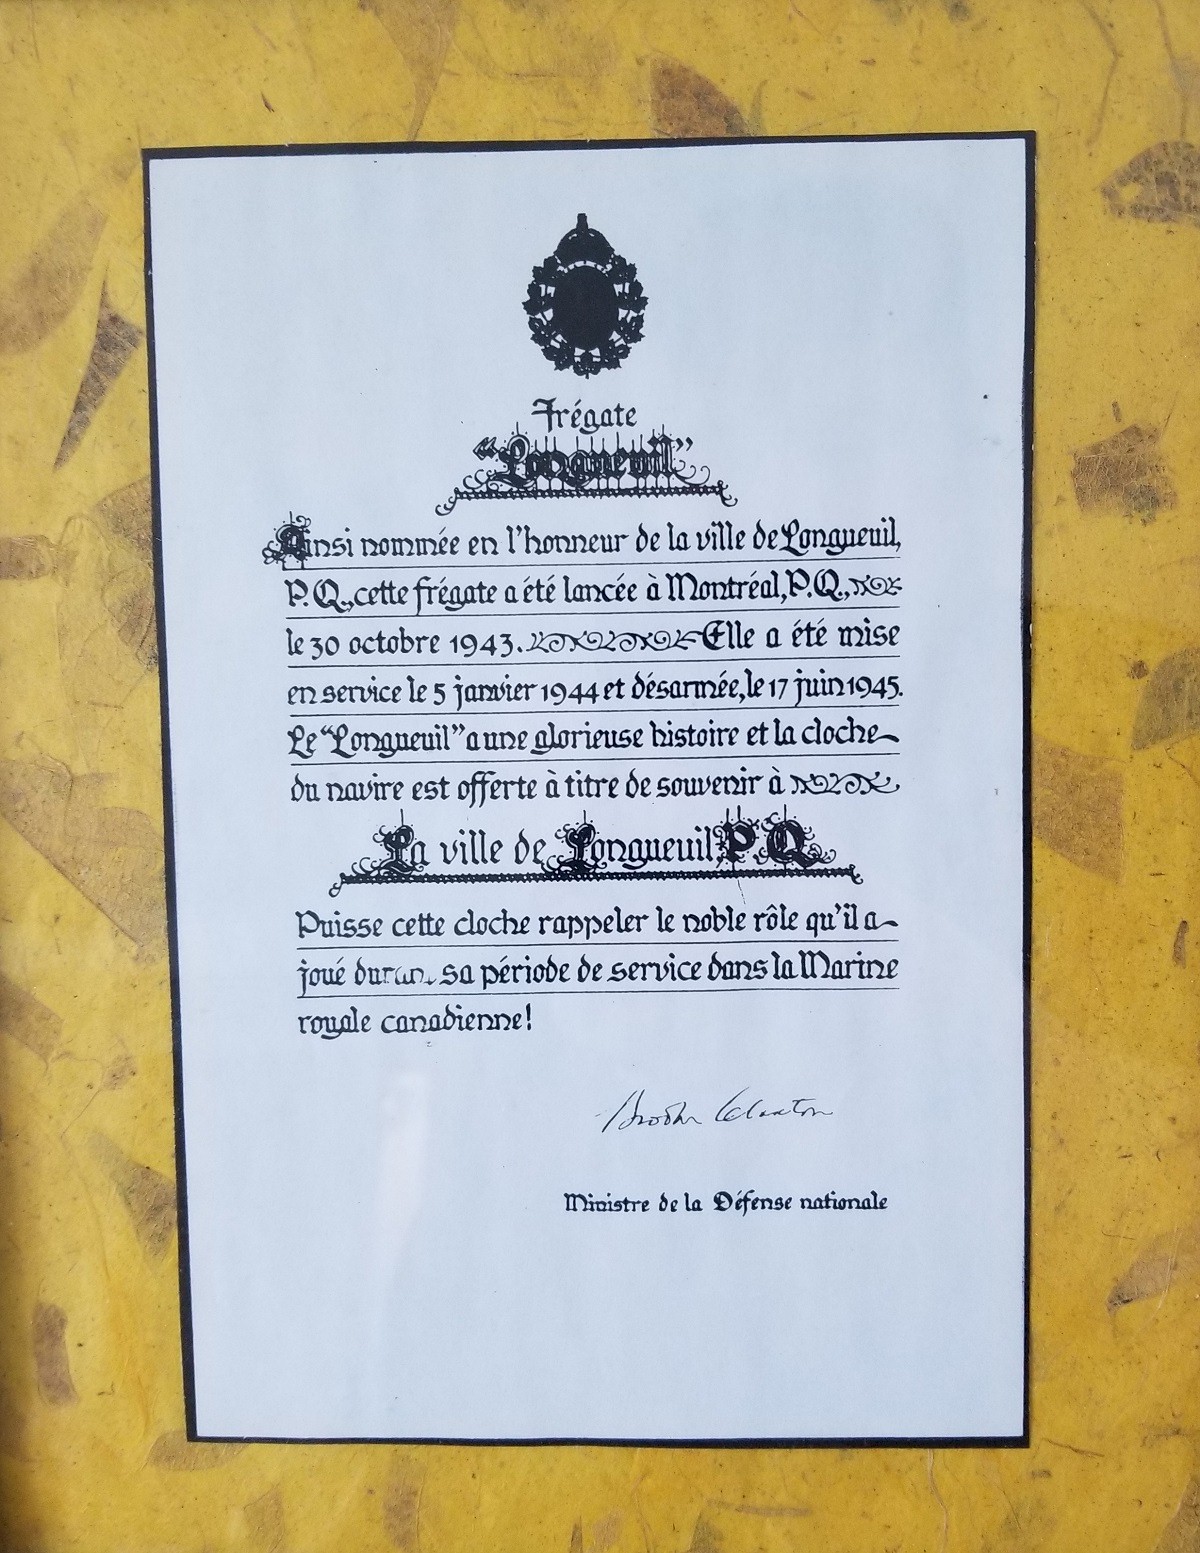 Frégate
"Longueuil"
Ainsi nommée en l'honneur de la ville de Longueuil,
P.Q., cette frégate a été lancée à Montréal, P.Q.,
le 30 octobre 1943. Elle a été mise
en service le 5 janvier 1944 et désarmée, le 17 juin 1945.
Le "Longueuil" a une glorieuse histoire et la cloche
du navire est offerte à titre de souvenir à
La ville de Longueuil, P.Q.
Puisse cette cloche rappeler le noble rôle qu'il a
joué durant sa période de service dans la Marine
royale canadienne!
Brooke Claxton
Ministre de la Défense nationale